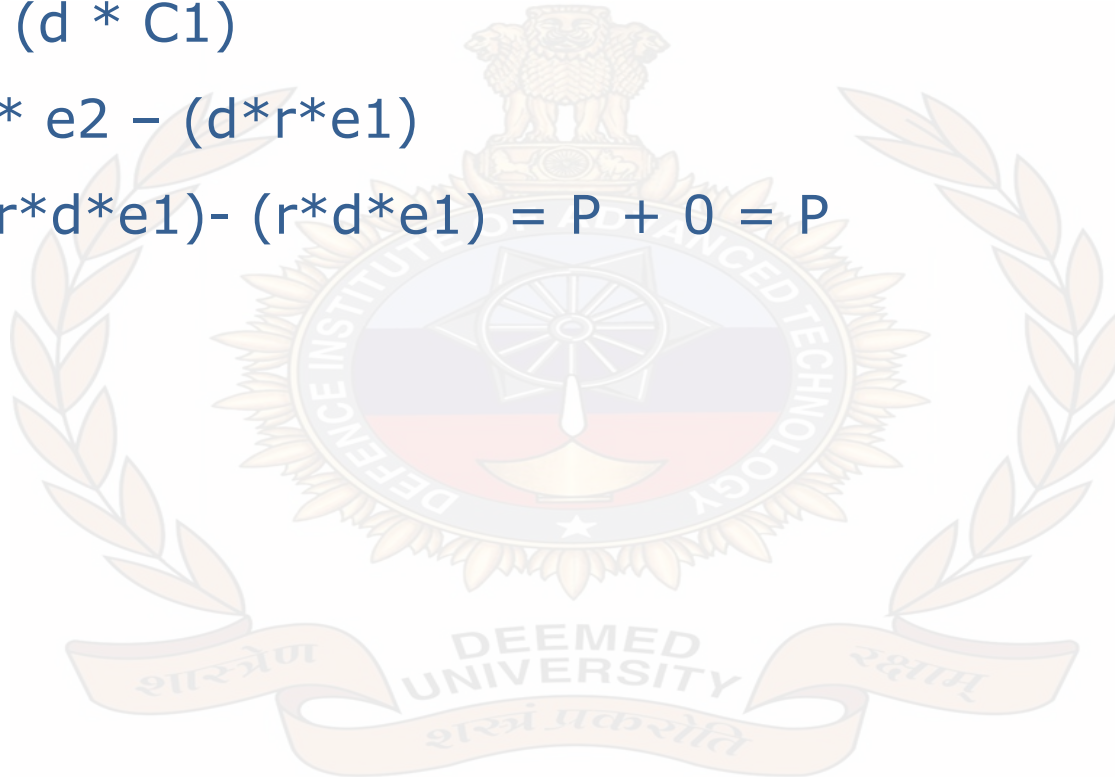 (d * C1)
* e2 – (d*r*e1)
r*d*e1)- (r*d*e1) = P + 0 = P
DEFENCE INSTITUTE OF ADVANCED TECHNOLOGY
DEEMED
UNIVERSITY